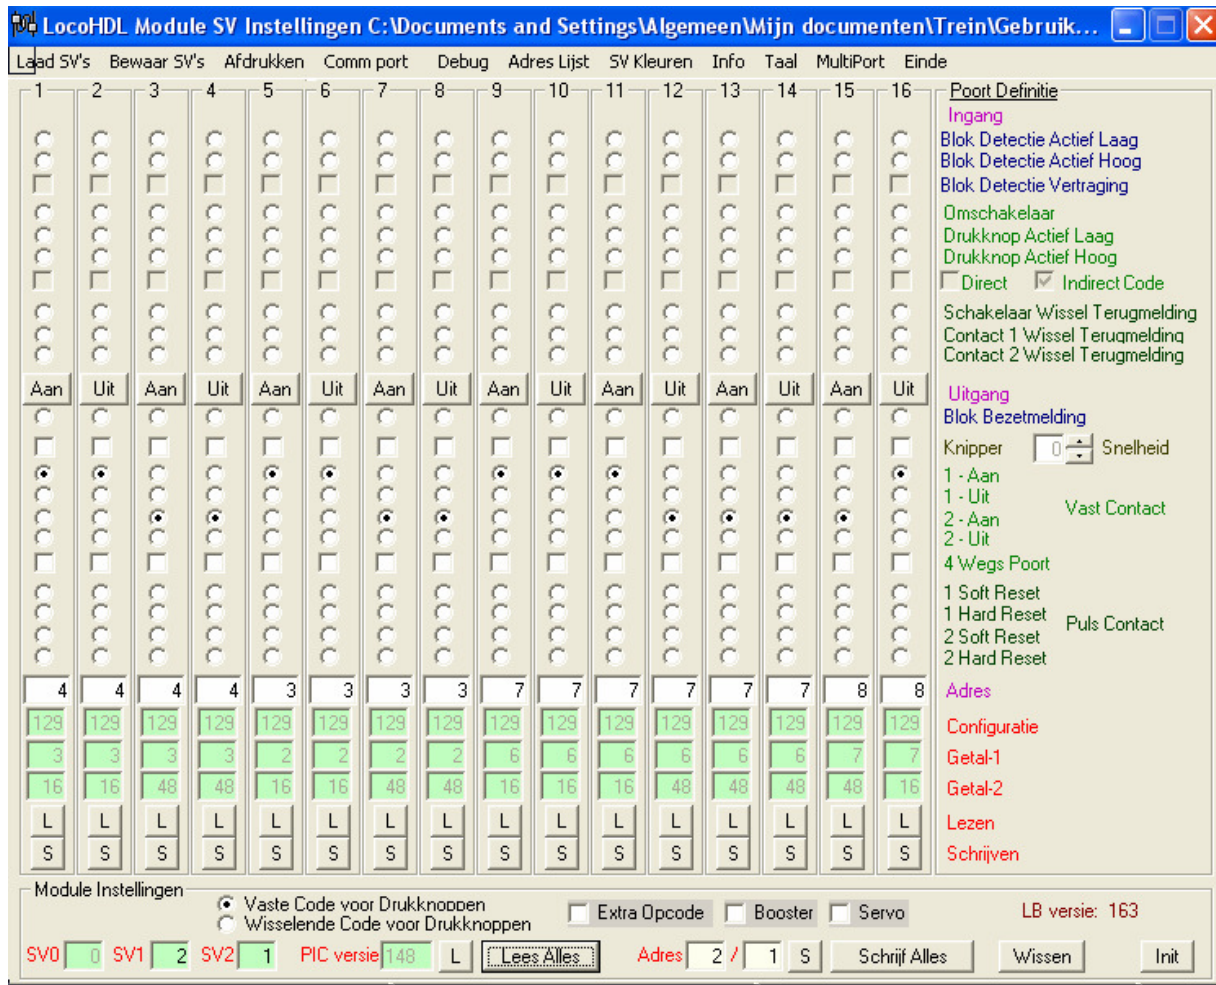 LocoHDL Module SV Instellingen C:\Documents and Settings\Algemeen\Mijn documenten\Trein\Gebruik...
Laad SV's Bewaar SV's Afdrukken Comm port Debug Adres Lijst SV Kleuren Info Taal MultiPort Einde
1 2 3 4 5 6 7 8 9 10 11 12 13 14 15 16 Poort Definitie
Ingang
Blok Detectie Actief Laag
Blok Detectie Actief Hoog
Blok Detectie Vertraging
Omschakelaar
Drukknop Actief Laag
Drukknop Actief Hoog
Direct Indirect Code
Schakelaar Wissel Terugmelding
Contact 1 Wissel Terugmelding
Contact 2 Wissel Terugmelding
Aan Uit Aan Uit Aan Uit Aan Uit Aan Uit Aan Uit Aan Uit Aan Uit Uitgang
Blok Bezetmelding
Knipper 0 Snelheid
1 - Aan
1 - Uit
Vast Contact
2 - Aan
2 - Uit
4 Wegs Poort
1 Soft Reset
1 Hard Reset
Puls Contact
2 Soft Reset
2 Hard Reset
4 4 4 4 3 3 3 3 7 7 7 7 7 7 8 8 Adres
129 129 129 129 129 129 129 129 129 129 129 129 129 129 129 129 Configuratie
3 3 3 3 2 2 2 2 6 6 6 6 6 6 7 7 Getal-1
16 16 48 48 16 16 48 48 16 16 16 48 48 48 48 16 Getal-2
L L L L L L L L L L L L L L L L Lezen
S S S S S S S S S S S S S S S S Schrijven
Module Instellingen
Vaste Code voor Drukknoppen
Wisselende Code voor Drukknoppen
Extra Opcode Booster Servo LB versie: 163
SV0 0 SV1 2 SV2 1 PIC versie 148 L Lees Alles Adres 2 / 1 S Schrijf Alles Wissen Init